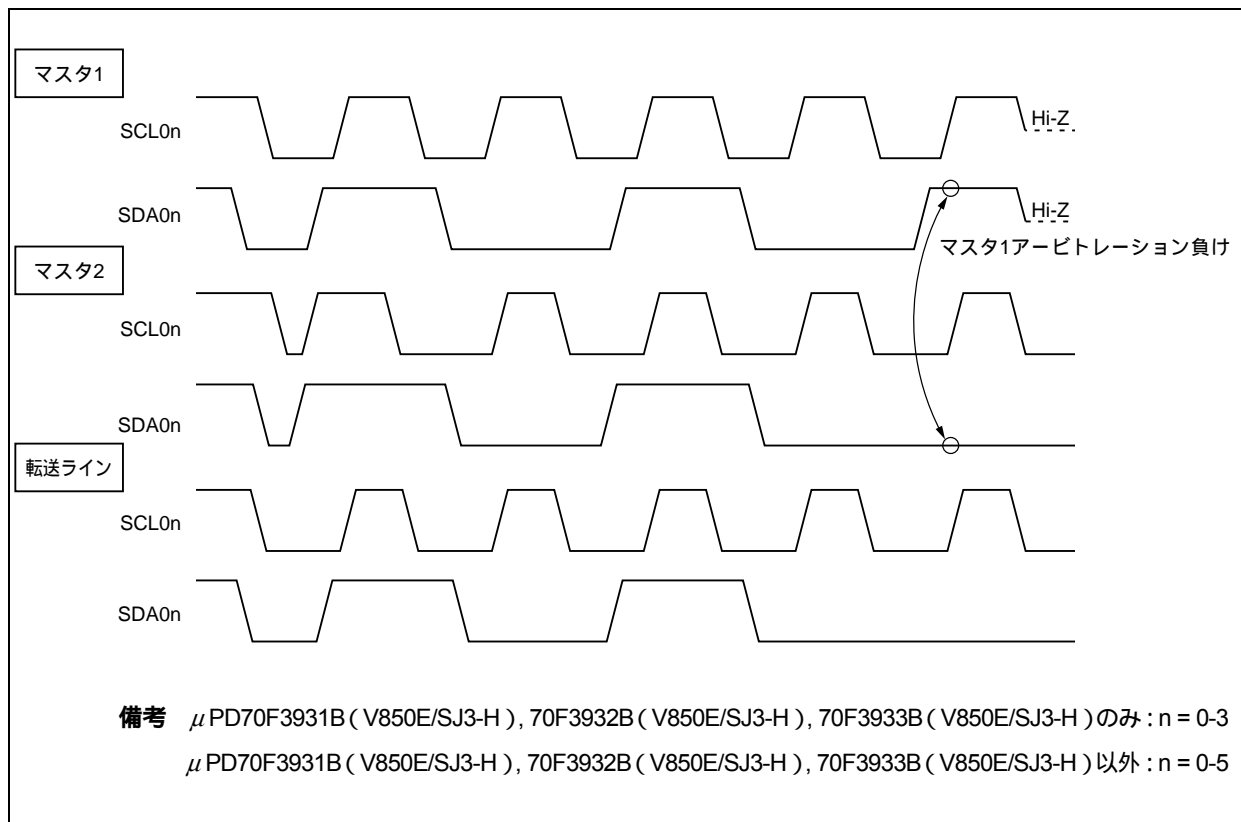 マスタ1
SCL0n
Hi-Z
SDA0n
Hi-Z
マスタ1アービトレーション負け
マスタ2
SCL0n
SDA0n
転送ライン
SCL0n
SDA0n
備考 μPD70F3931B(V850E/SJ3-H), 70F3932B(V850E/SJ3-H), 70F3933B(V850E/SJ3-H)のみ:n = 0-3
μPD70F3931B(V850E/SJ3-H), 70F3932B(V850E/SJ3-H), 70F3933B(V850E/SJ3-H)以外:n = 0-5